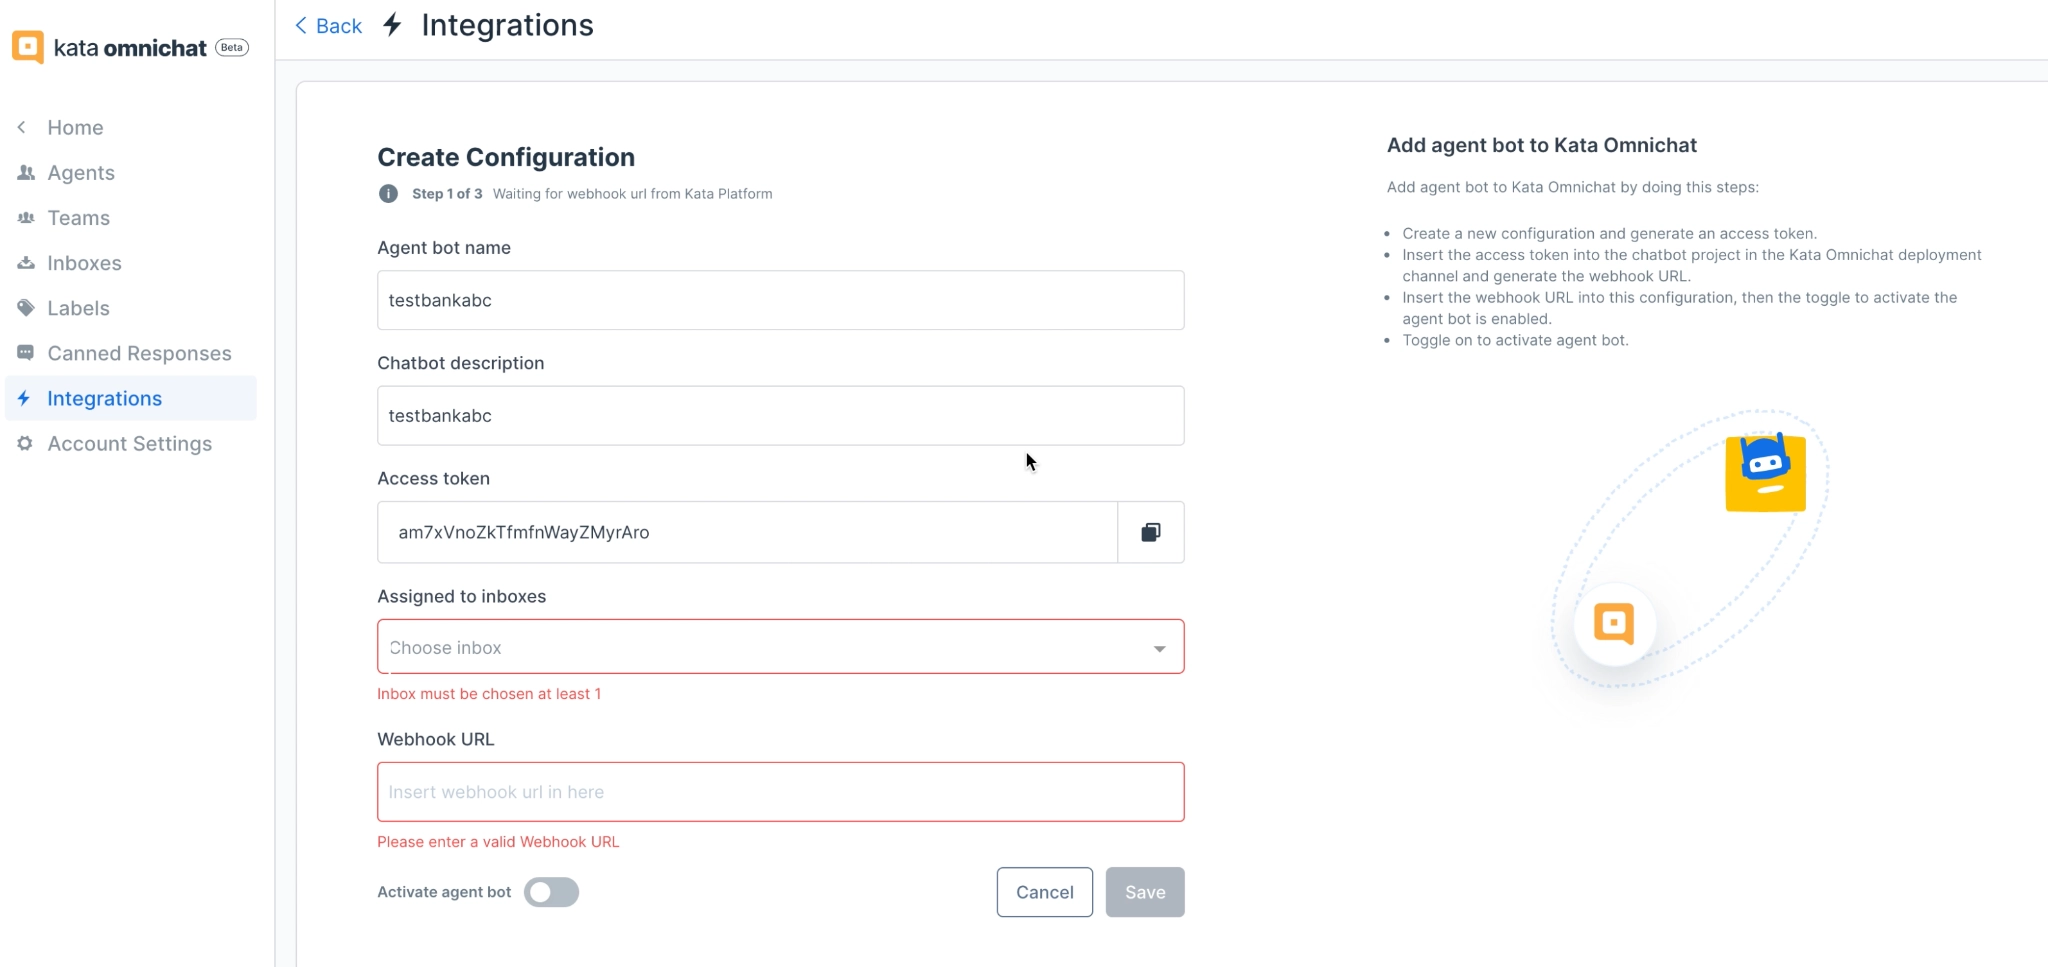 kata omnichat Beta
Home
Agents
Teams
Inboxes
Labels
Canned Responses
Integrations
Account Settings
Back
Integrations
Create Configuration
Step 1 of 3 Waiting for webhook url from Kata Platform
Agent bot name
testbankabc
Chatbot description
testbankabc
Access token
am7xVnoZkTfmfnWayZMyrAro
Assigned to inboxes
Choose inbox
Inbox must be chosen at least 1
Webhook URL
Insert webhook url in here
Please enter a valid Webhook URL
Activate agent bot
Cancel
Save
Add agent bot to Kata Omnichat
Add agent bot to Kata Omnichat by doing this steps:
• Create a new configuration and generate an access token.
• Insert the access token into the chatbot project in the Kata Omnichat deployment
channel and generate the webhook URL.
• Insert the webhook URL into this configuration, then the toggle to activate the
agent bot is enabled.
• Toggle on to activate agent bot.